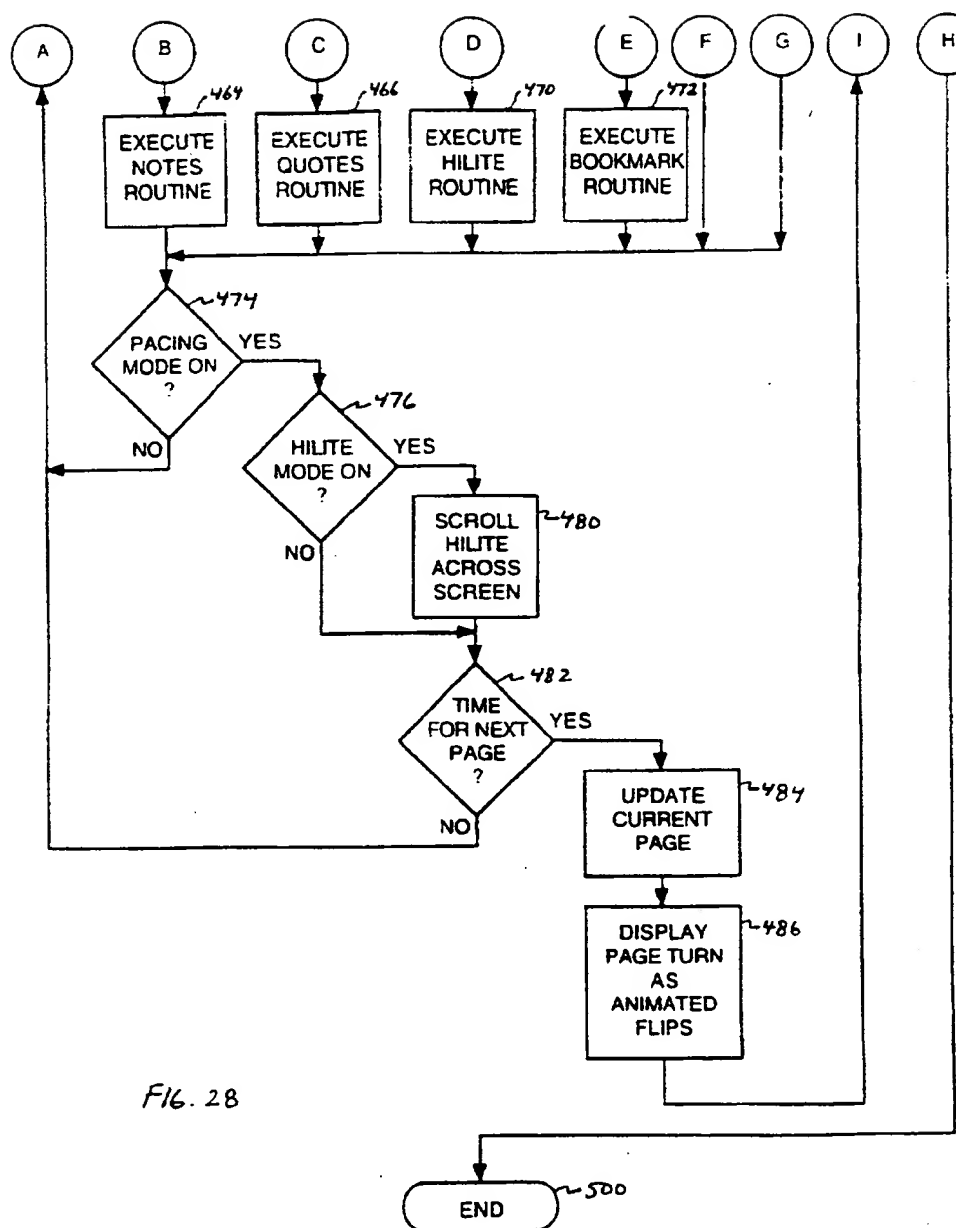 A B C D E F G I H
464 466 470 472
EXECUTE
NOTES
ROUTINE
EXECUTE
QUOTES
ROUTINE
EXECUTE
HILITE
ROUTINE
EXECUTE
BOOKMARK
ROUTINE
474
PACING
MODE ON
?
YES
NO
476
HILITE
MODE ON
?
YES
NO
480
SCROLL
HILITE
ACROSS
SCREEN
482
TIME
FOR NEXT
PAGE
?
YES
NO
484
UPDATE
CURRENT
PAGE
486
DISPLAY
PAGE TURN
AS
ANIMATED
FLIPS
FIG. 28
END
500